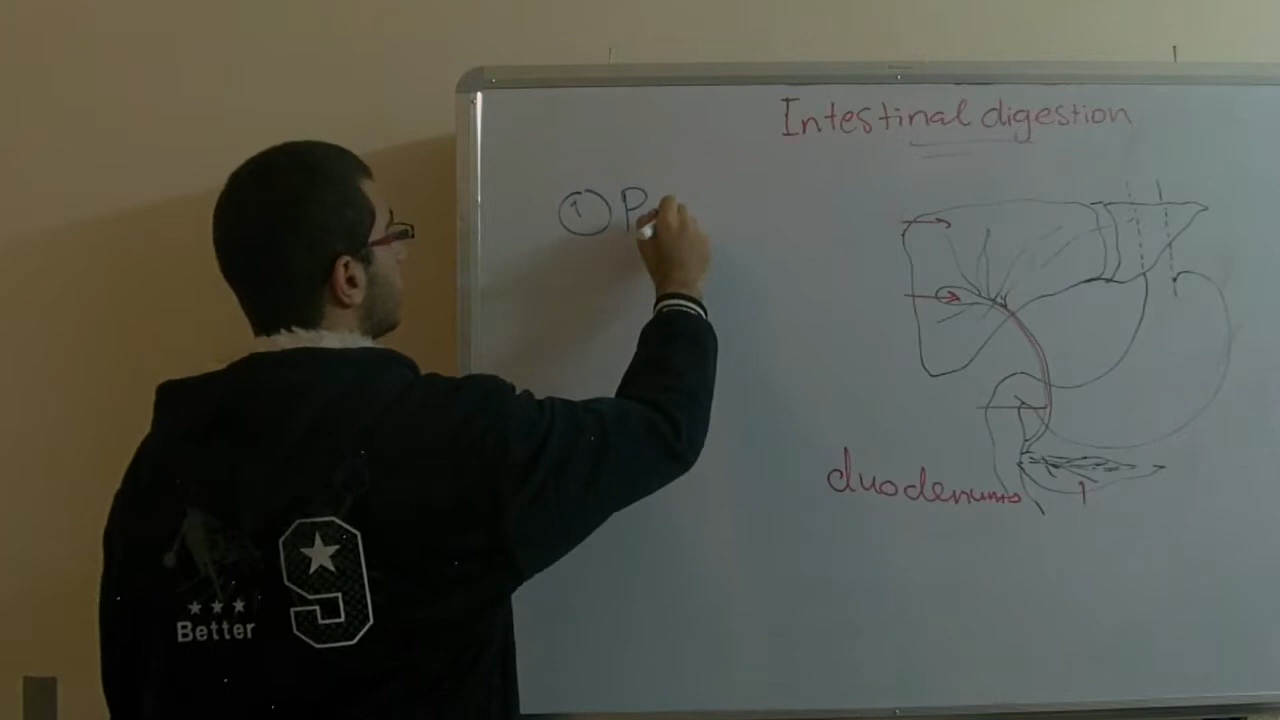 Intestinal digestion
① P
duodenum
9
Better